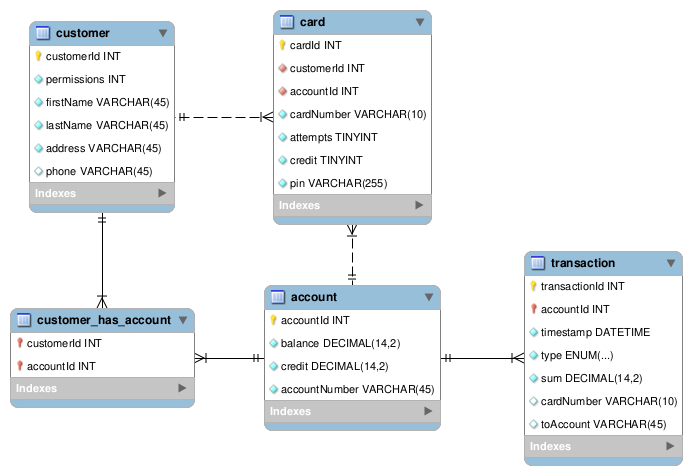 customer
customerId INT
permissions INT
firstName VARCHAR(45)
lastName VARCHAR(45)
address VARCHAR(45)
phone VARCHAR(45)
Indexes
card
cardId INT
customerId INT
accountId INT
cardNumber VARCHAR(10)
attempts TINYINT
credit TINYINT
pin VARCHAR(255)
Indexes
customer_has_account
customerId INT
accountId INT
Indexes
account
accountId INT
balance DECIMAL(14,2)
credit DECIMAL(14,2)
accountNumber VARCHAR(45)
Indexes
transaction
transactionId INT
accountId INT
timestamp DATETIME
type ENUM(...)
sum DECIMAL(14,2)
cardNumber VARCHAR(10)
toAccount VARCHAR(45)
Indexes